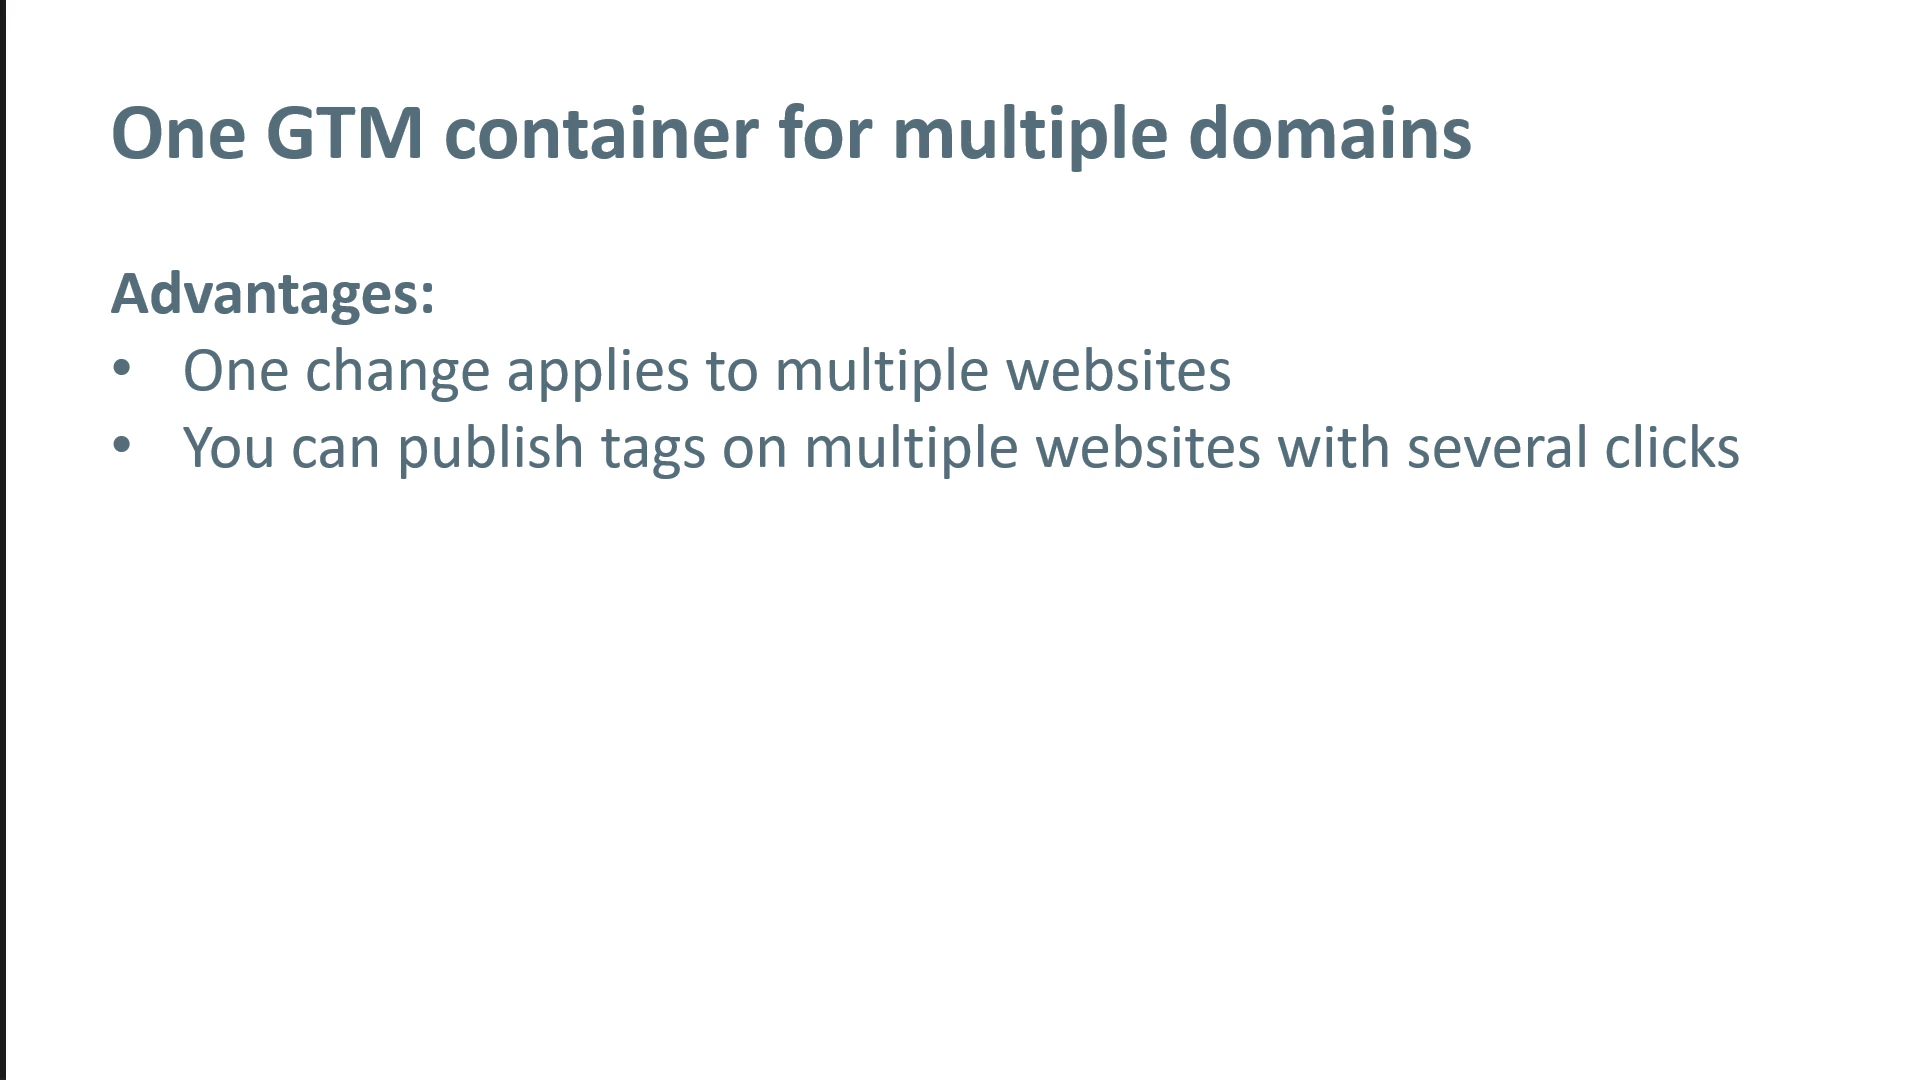 One GTM container for multiple domains
Advantages:
• One change applies to multiple websites
• You can publish tags on multiple websites with several clicks